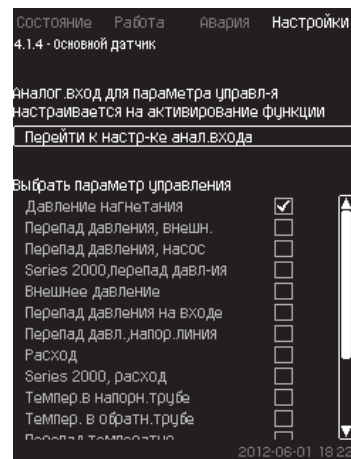 Состояние Работа Авария Настройки
4.1.4 - Основной датчик
Аналог.вход для параметра управл-я
настраивается на активирование функции
Перейти к настр-ке анал.входа
Выбрать параметр управления
Давление нагнетания
Перепад давления, внешн.
Перепад давления, насос
Series 2000,перепад давл-ия
Внешнее давление
Перепад давления на входе
Перепад давл.,напор.линия
Расход
Series 2000, расход
Темпер.в напорн.трубе
Темпер. в обратн.трубе
2012-06-01 18:22